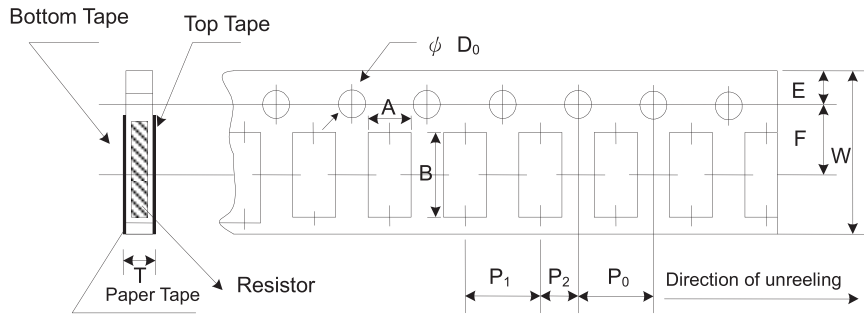 Bottom Tape
Top Tape
ϕ D₀
A
E
F
B
W
T
Paper Tape
Resistor
P₁ P₂ P₀
Direction of unreeling